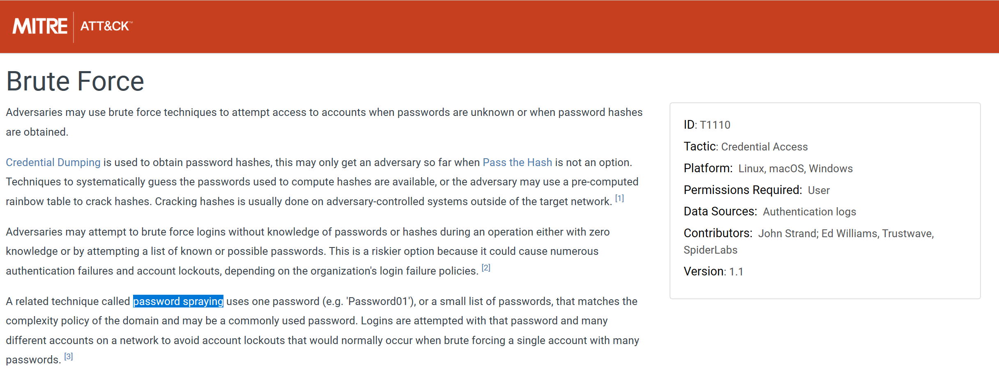 MITRE ATT&CK™
Brute Force
Adversaries may use brute force techniques to attempt access to accounts when passwords are unknown or when password hashes
are obtained.
Credential Dumping is used to obtain password hashes, this may only get an adversary so far when Pass the Hash is not an option.
Techniques to systematically guess the passwords used to compute hashes are available, or the adversary may use a pre-computed
rainbow table to crack hashes. Cracking hashes is usually done on adversary-controlled systems outside of the target network. [1]
Adversaries may attempt to brute force logins without knowledge of passwords or hashes during an operation either with zero
knowledge or by attempting a list of known or possible passwords. This is a riskier option because it could cause numerous
authentication failures and account lockouts, depending on the organization's login failure policies. [2]
A related technique called password spraying uses one password (e.g. 'Password01'), or a small list of passwords, that matches the
complexity policy of the domain and may be a commonly used password. Logins are attempted with that password and many
different accounts on a network to avoid account lockouts that would normally occur when brute forcing a single account with many
passwords. [3]
ID: T1110
Tactic: Credential Access
Platform: Linux, macOS, Windows
Permissions Required: User
Data Sources: Authentication logs
Contributors: John Strand; Ed Williams, Trustwave,
SpiderLabs
Version: 1.1